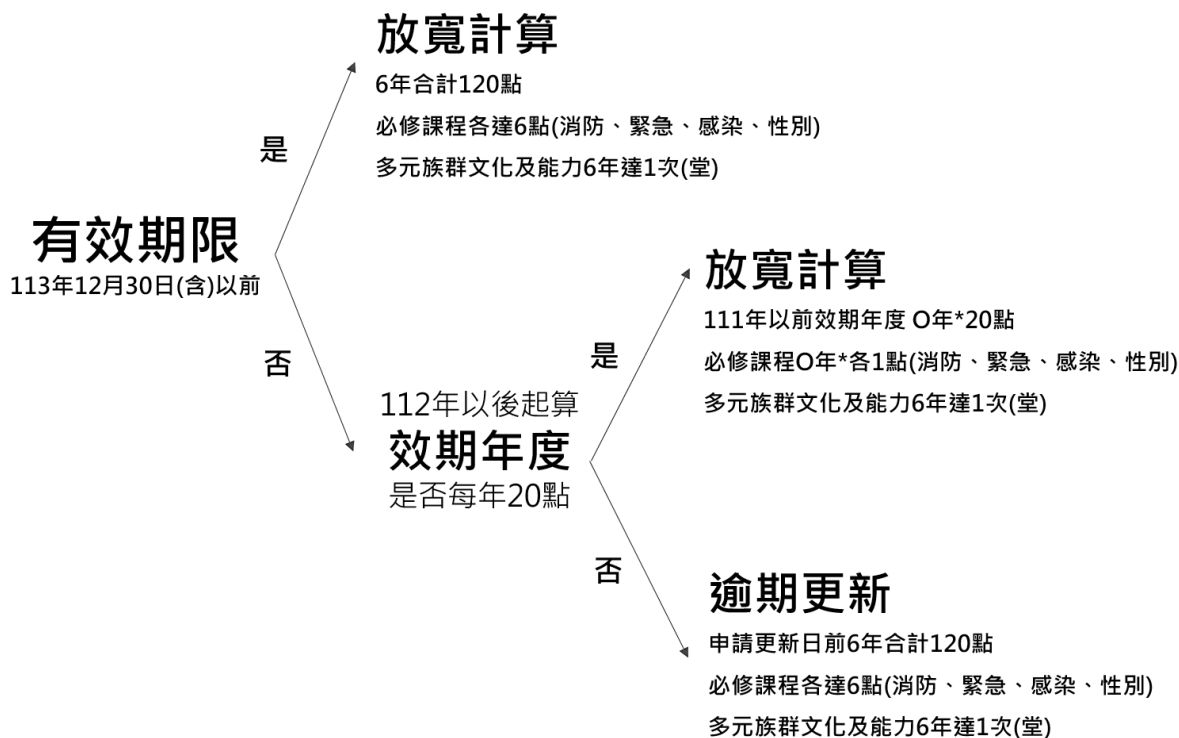 放寬計算
6年合計120點
必修課程各達6點(消防、緊急、感染、性別)
多元族群文化及能力6年達1次(堂)
是
有效期限
113年12月30日(含)以前
否
放寬計算
111年以前效期年度 O年*20點
必修課程O年*各1點(消防、緊急、感染、性別)
多元族群文化及能力6年達1次(堂)
是
112年以後起算
效期年度
是否每年20點
否
逾期更新
申請更新日前6年合計120點
必修課程各達6點(消防、緊急、感染、性別)
多元族群文化及能力6年達1次(堂)